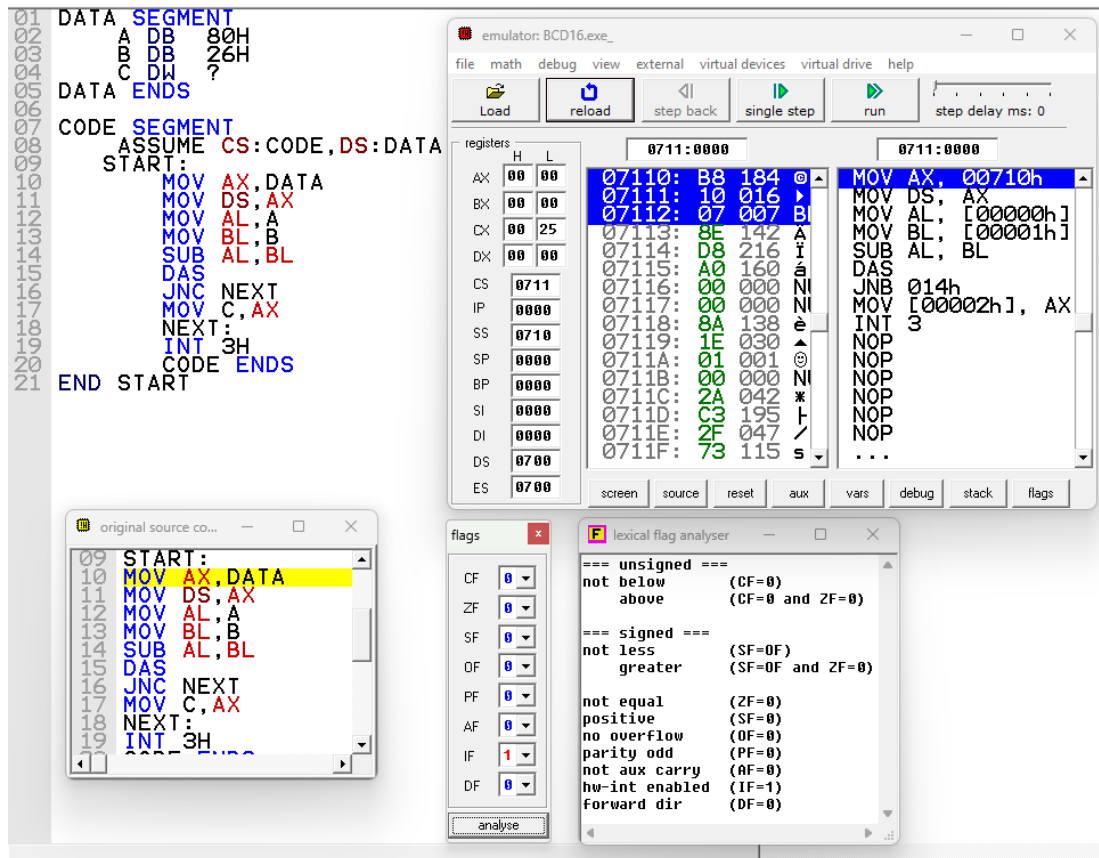 01 DATA SEGMENT
02 A DB 80H
03 B DB 26H
04 C DW ?
05 DATA ENDS
06
07 CODE SEGMENT
08 ASSUME CS:CODE,DS:DATA
09 START:
10 MOV AX,DATA
11 MOV DS,AX
12 MOV AL,A
13 MOV BL,B
14 SUB AL,BL
15 DAS
16 JNC NEXT
17 MOV C,AX
18 NEXT:
19 INT 3H
20 CODE ENDS
21 END START
emulator: BCD16.exe_
file math debug view external virtual devices virtual drive help
Load reload step back single step run step delay ms: 0
registers
H L
AX 00 00
BX 00 00
CX 00 25
DX 00 00
CS 0711
IP 0000
SS 0710
SP 0000
BP 0000
SI 0000
DI 0000
DS 0700
ES 0700
0711:0000
07110: B8 184
07111: 10 016
07112: 07 007
07113: 8E 142 Ä
07114: D8 216 Ï
07115: A0 160 á
07116: 00 000 NU
07117: 00 000 NU
07118: 8A 138 è
07119: 1E 030 ▲
0711A: 01 001 ☺
0711B: 00 000 NU
0711C: 2A 042 *
0711D: C3 195 ├
0711E: 2F 047 /
0711F: 73 115 s
0711:0000
MOV AX, 00710h
MOV DS, AX
MOV AL, [00000h]
MOV BL, [00001h]
SUB AL, BL
DAS
JNB 014h
MOV [00002h], AX
INT 3
NOP
NOP
NOP
NOP
NOP
NOP
...
screen source reset aux vars debug stack flags
original source co...
09 START:
10 MOV AX,DATA
11 MOV DS,AX
12 MOV AL,A
13 MOV BL,B
14 SUB AL,BL
15 DAS
16 JNC NEXT
17 MOV C,AX
18 NEXT:
19 INT 3H
flags
CF 0
ZF 0
SF 0
OF 0
PF 0
AF 0
IF 1
DF 0
analyse
F lexical flag analyser
=== unsigned ===
not below (CF=0)
above (CF=0 and ZF=0)
=== signed ===
not less (SF=OF)
greater (SF=OF and ZF=0)
not equal (ZF=0)
positive (SF=0)
no overflow (OF=0)
parity odd (PF=0)
not aux carry (AF=0)
hw-int enabled (IF=1)
forward dir (DF=0)